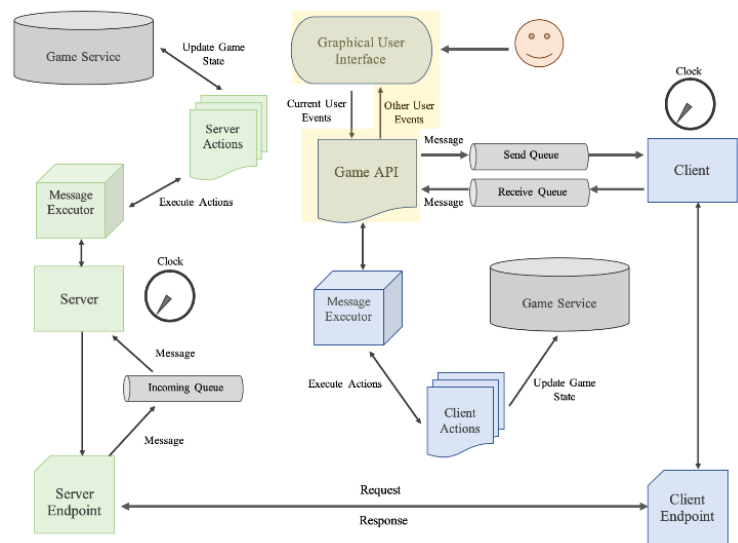 Game Service
Update Game
State
Server
Actions
Message
Executor
Execute Actions
Server
Clock
Message
Incoming Queue
Message
Server
Endpoint
Graphical User
Interface
Current User
Events
Other User
Events
Game API
Message
Send Queue
Receive Queue
Message
Clock
Client
Message
Executor
Game Service
Execute Actions
Client
Actions
Update Game
State
Request
Response
Client
Endpoint